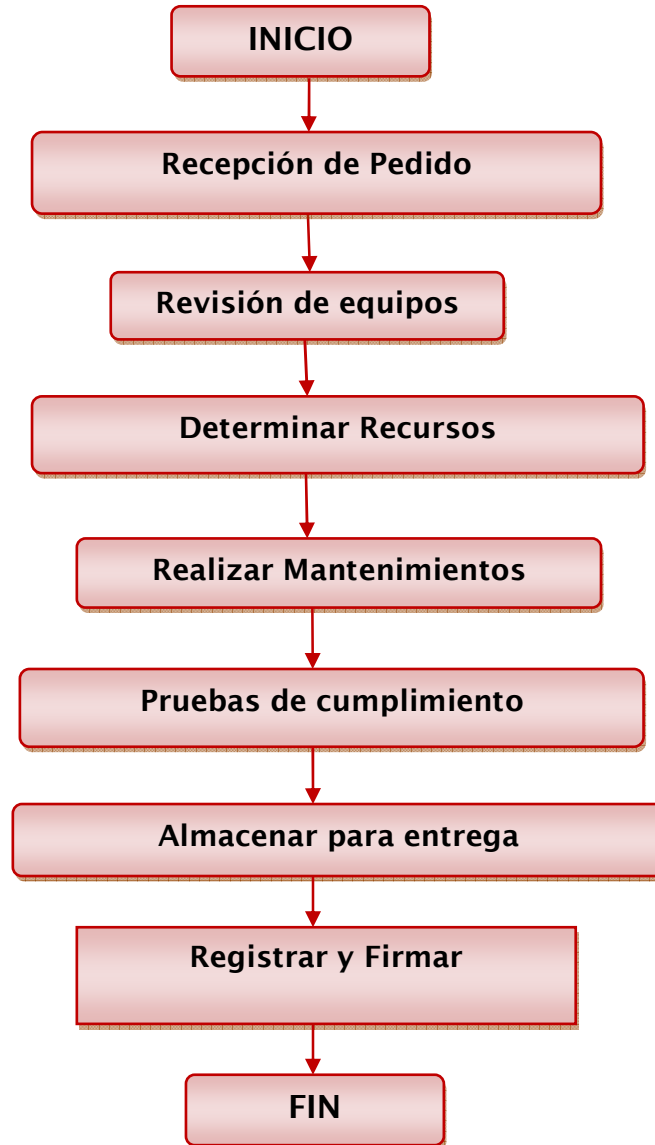 INICIO
Recepción de Pedido
Revisión de equipos
Determinar Recursos
Realizar Mantenimientos
Pruebas de cumplimiento
Almacenar para entrega
Registrar y Firmar
FIN